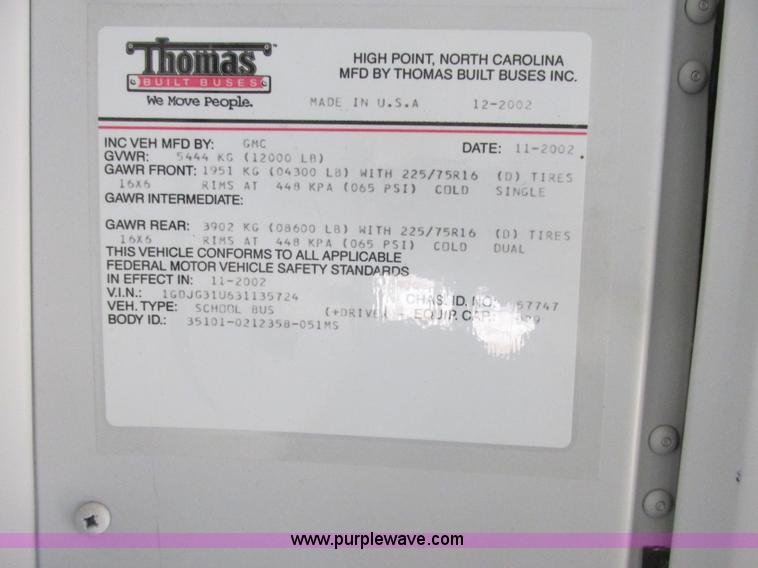 Thomas
BUILT BUSES
We Move People.
HIGH POINT, NORTH CAROLINA
MFD BY THOMAS BUILT BUSES INC.
MADE IN U.S.A 12-2002
INC VEH MFD BY: GMC DATE: 11-2002
GVWR: 5444 KG (12000 LB)
GAWR FRONT: 1951 KG (04300 LB) WITH 225/75R16 (D) TIRES
16X6 RIMS AT 448 KPA (065 PSI) COLD SINGLE
GAWR INTERMEDIATE:
GAWR REAR: 3902 KG (08600 LB) WITH 225/75R16 (D) TIRES
16X6 RIMS AT 448 KPA (065 PSI) COLD DUAL
THIS VEHICLE CONFORMS TO ALL APPLICABLE
FEDERAL MOTOR VEHICLE SAFETY STANDARDS
IN EFFECT IN: 11-2002
V.I.N.: 1GDJG31U631135724 CHAS. ID. NO.: 57747
VEH. TYPE: SCHOOL BUS (+DRIVER - EQUIP. CAP.:
BODY ID.: 35101-0212358-051MS
www.purplewave.com